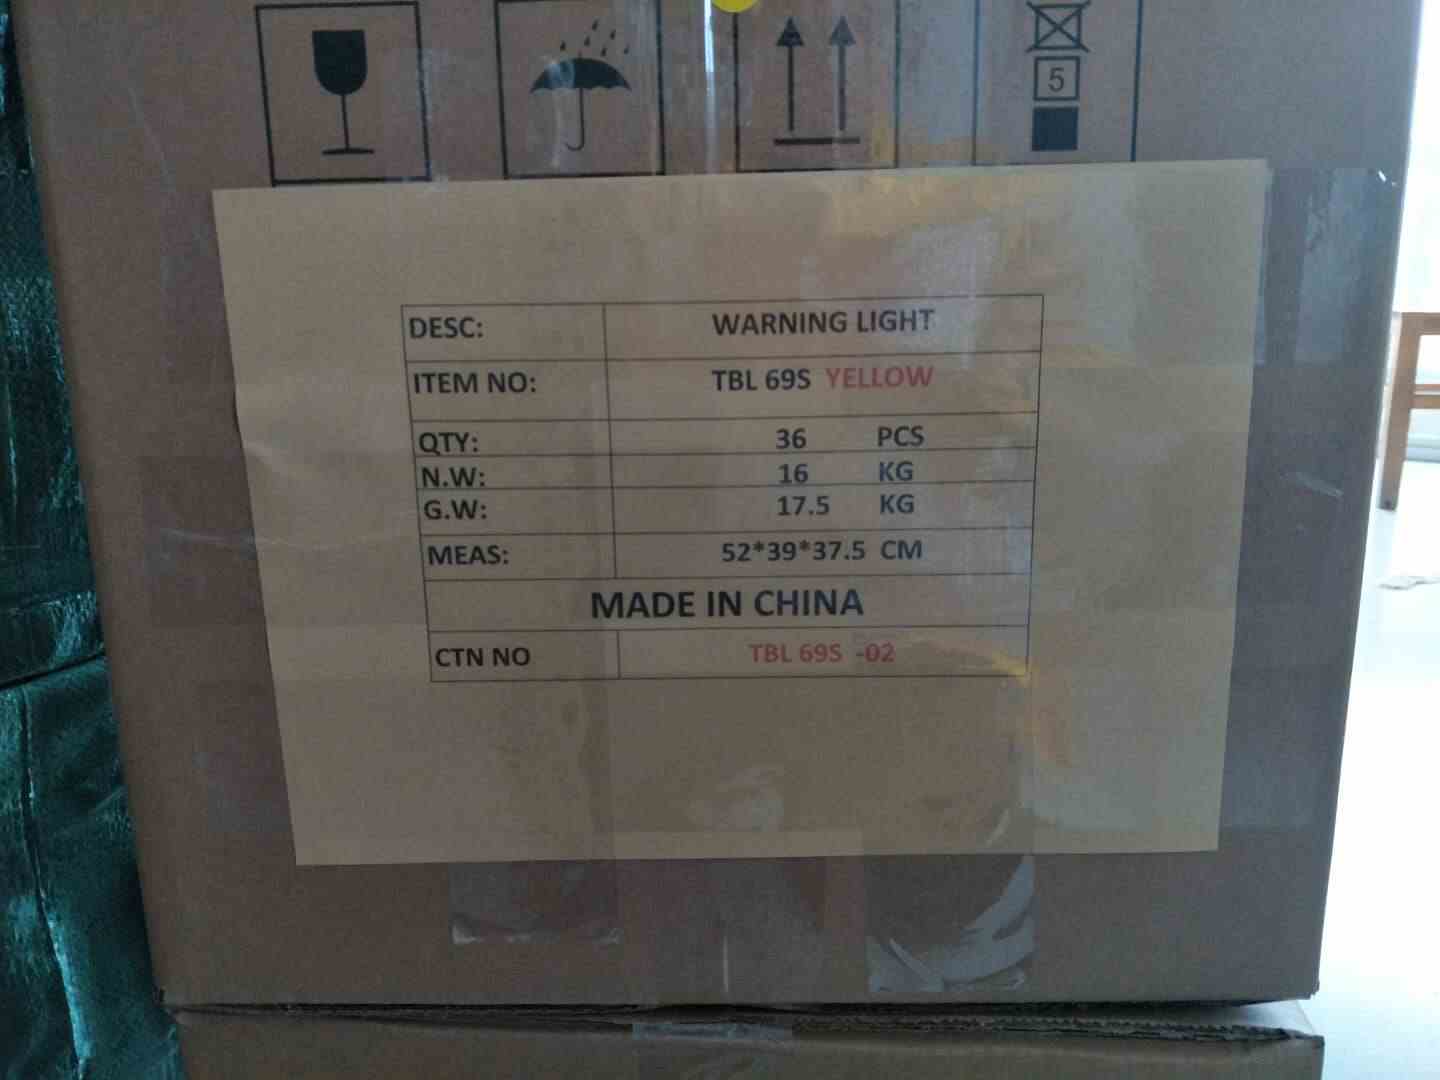 5
DESC: WARNING LIGHT
ITEM NO: TBL 69S YELLOW
QTY: 36 PCS
N.W: 16 KG
G.W: 17.5 KG
MEAS: 52*39*37.5 CM
MADE IN CHINA
CTN NO TBL 69S -02